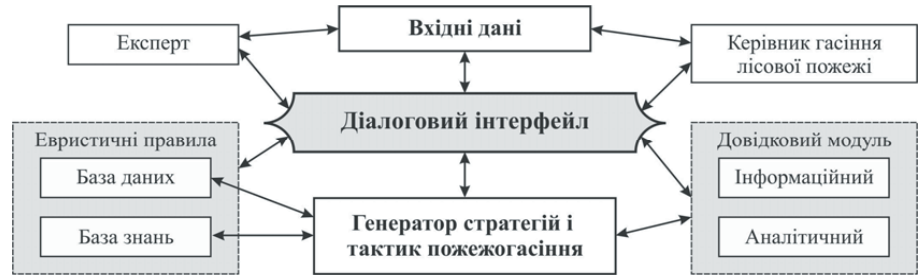 Вхідні дані
Експерт
Керівник гасіння
лісової пожежі
Діалоговий інтерфейл
Евристичні правила
База даних
База знань
Генератор стратегій і
тактик пожежогасіння
Довідковий модуль
Інформаційний
Аналітичний